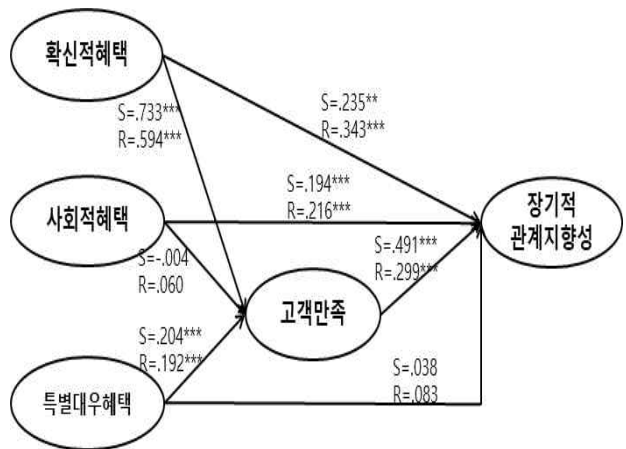 확신적혜택
S=.733***
R=.594***
S=.235**
R=.343***
S=.194***
R=.216***
사회적혜택
장기적
관계지향성
S=-.004
R=.060
S=.491***
R=.299***
고객만족
S=.204***
R=.192***
S=.038
R=.083
특별대우혜택